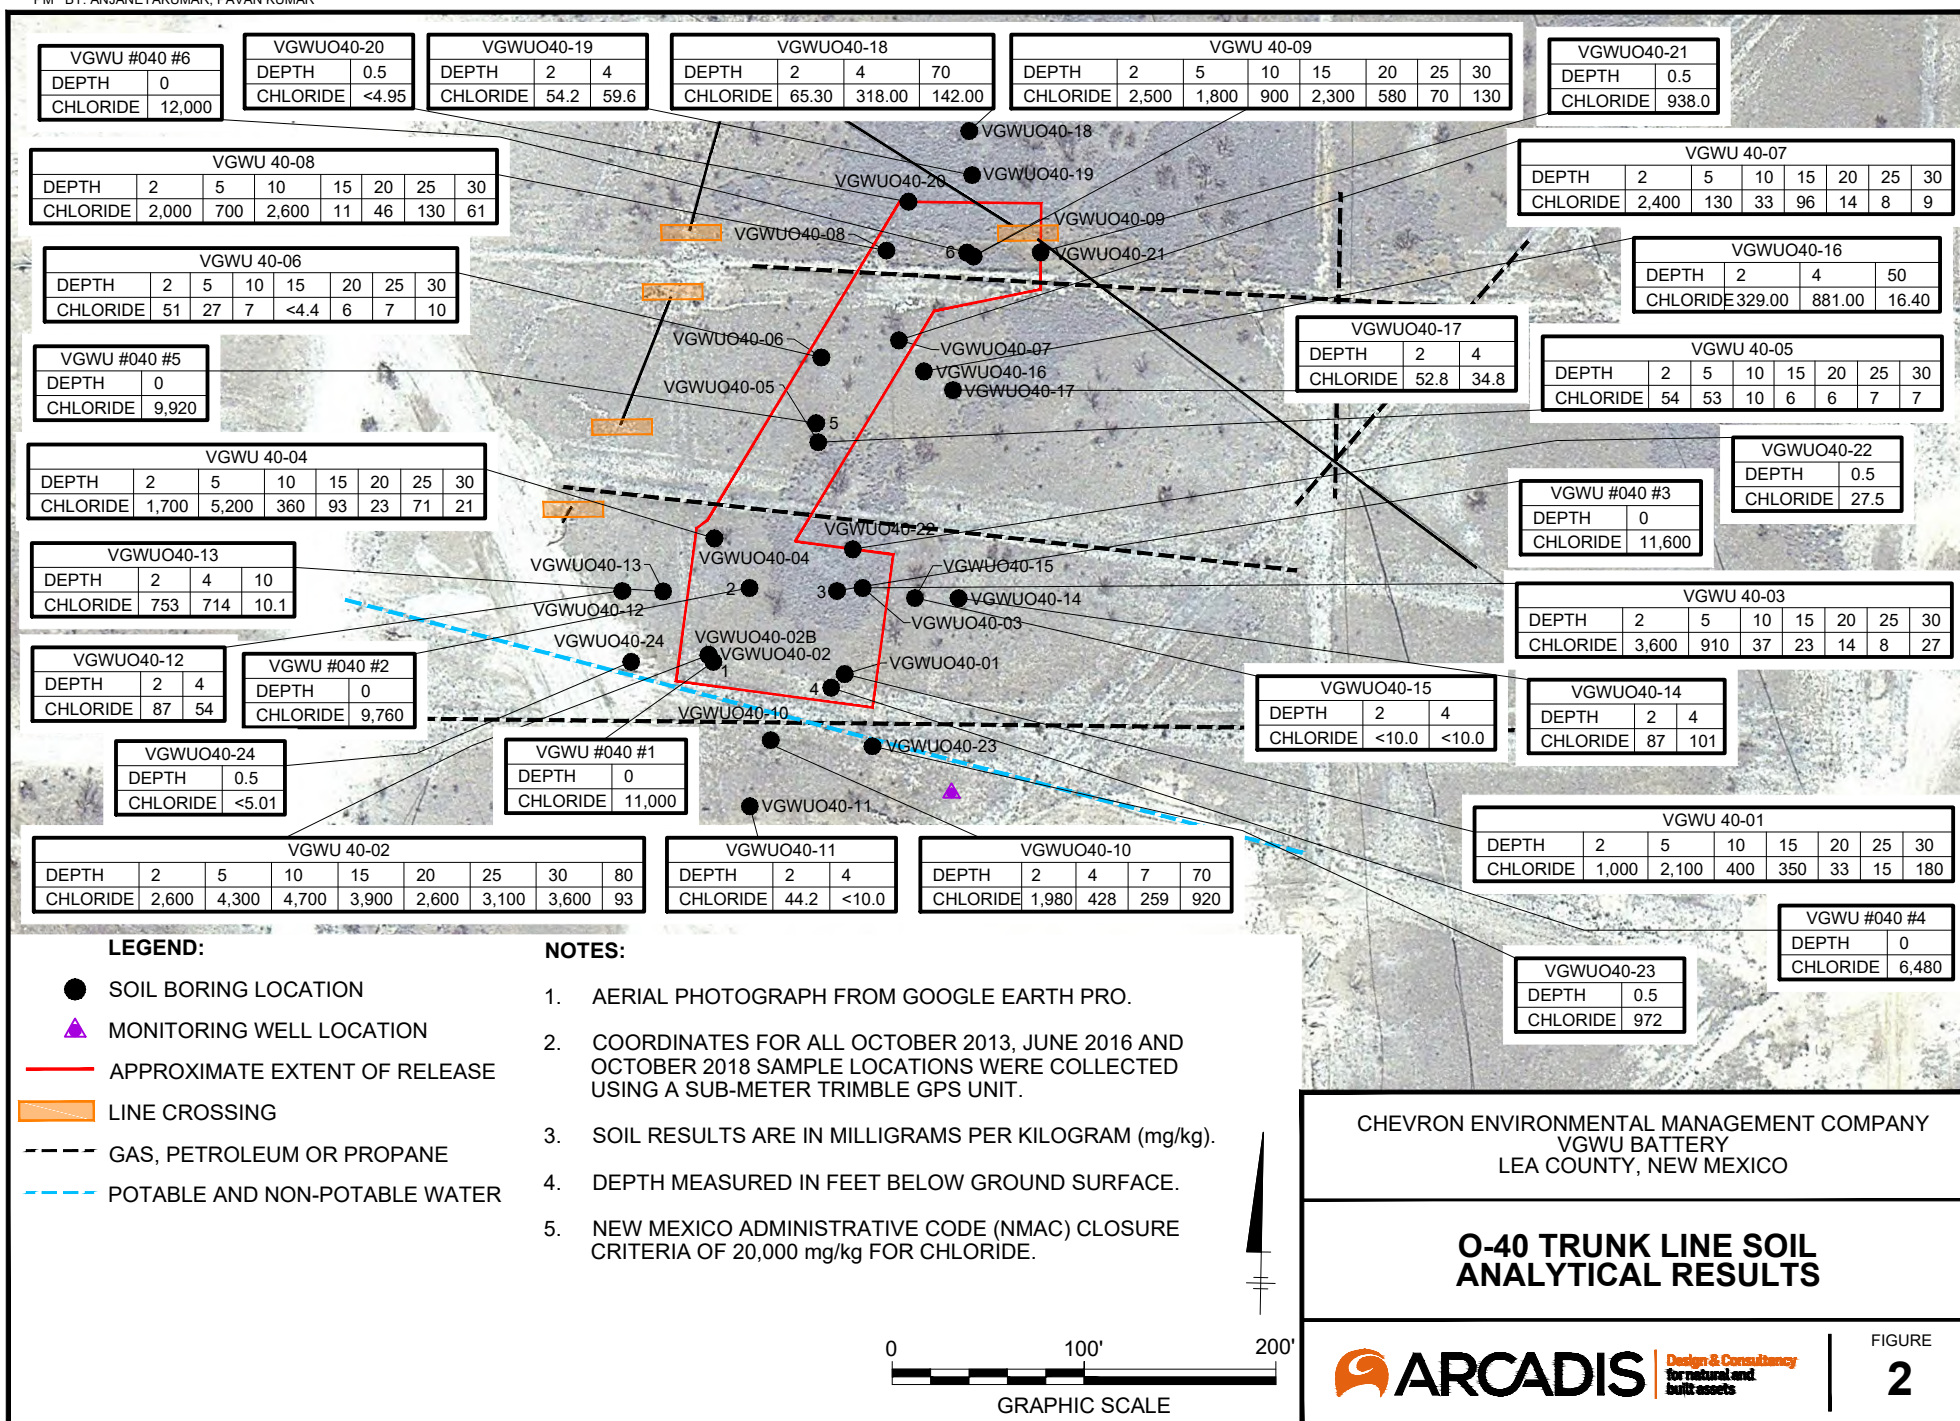 PM BY: ANJANEYAKUMAR, PAVAN KUMAR
VGWU #040 #6
DEPTH 0
CHLORIDE 12,000
VGWUO40-20
DEPTH 0.5
CHLORIDE <4.95
VGWUO40-19
DEPTH 2 4
CHLORIDE 54.2 59.6
VGWUO40-18
DEPTH 2 4 70
CHLORIDE 65.30 318.00 142.00
VGWU 40-09
DEPTH 2 5 10 15 20 25 30
CHLORIDE 2,500 1,800 900 2,300 580 70 130
VGWUO40-21
DEPTH 0.5
CHLORIDE 938.0
VGWU 40-08
DEPTH 2 5 10 15 20 25 30
CHLORIDE 2,000 700 2,600 11 46 130 61
VGWU 40-07
DEPTH 2 5 10 15 20 25 30
CHLORIDE 2,400 130 33 96 14 8 9
VGWU 40-06
DEPTH 2 5 10 15 20 25 30
CHLORIDE 51 27 7 <4.4 6 7 10
VGWUO40-16
DEPTH 2 4 50
CHLORIDE 329.00 881.00 16.40
VGWUO40-17
DEPTH 2 4
CHLORIDE 52.8 34.8
VGWU #040 #5
DEPTH 0
CHLORIDE 9,920
VGWU 40-05
DEPTH 2 5 10 15 20 25 30
CHLORIDE 54 53 10 6 6 7 7
VGWU 40-04
DEPTH 2 5 10 15 20 25 30
CHLORIDE 1,700 5,200 360 93 23 71 21
VGWUO40-22
DEPTH 0.5
CHLORIDE 27.5
VGWU #040 #3
DEPTH 0
CHLORIDE 11,600
VGWUO40-13
DEPTH 2 4 10
CHLORIDE 753 714 10.1
VGWU 40-03
DEPTH 2 5 10 15 20 25 30
CHLORIDE 3,600 910 37 23 14 8 27
VGWUO40-12
DEPTH 2 4
CHLORIDE 87 54
VGWU #040 #2
DEPTH 0
CHLORIDE 9,760
VGWUO40-15
DEPTH 2 4
CHLORIDE <10.0 <10.0
VGWUO40-14
DEPTH 2 4
CHLORIDE 87 101
VGWUO40-24
DEPTH 0.5
CHLORIDE <5.01
VGWU #040 #1
DEPTH 0
CHLORIDE 11,000
VGWU 40-02
DEPTH 2 5 10 15 20 25 30 80
CHLORIDE 2,600 4,300 4,700 3,900 2,600 3,100 3,600 93
VGWUO40-11
DEPTH 2 4
CHLORIDE 44.2 <10.0
VGWUO40-10
DEPTH 2 4 7 70
CHLORIDE 1,980 428 259 920
VGWU 40-01
DEPTH 2 5 10 15 20 25 30
CHLORIDE 1,000 2,100 400 350 33 15 180
VGWU #040 #4
DEPTH 0
CHLORIDE 6,480
VGWUO40-23
DEPTH 0.5
CHLORIDE 972
VGWUO40-18
VGWUO40-19
VGWUO40-20
VGWUO40-09
VGWUO40-08
6
VGWUO40-21
VGWUO40-06
VGWUO40-07
VGWUO40-16
VGWUO40-05
VGWUO40-17
5
VGWUO40-22
VGWUO40-04
VGWUO40-13
VGWUO40-15
2
3
VGWUO40-14
VGWUO40-12
VGWUO40-03
VGWUO40-24
VGWUO40-02B
VGWUO40-02
1
VGWUO40-01
4
VGWUO40-10
VGWUO40-23
VGWUO40-11
LEGEND:
SOIL BORING LOCATION
MONITORING WELL LOCATION
APPROXIMATE EXTENT OF RELEASE
LINE CROSSING
GAS, PETROLEUM OR PROPANE
POTABLE AND NON-POTABLE WATER
NOTES:
1. AERIAL PHOTOGRAPH FROM GOOGLE EARTH PRO.
2. COORDINATES FOR ALL OCTOBER 2013, JUNE 2016 AND
OCTOBER 2018 SAMPLE LOCATIONS WERE COLLECTED
USING A SUB-METER TRIMBLE GPS UNIT.
3. SOIL RESULTS ARE IN MILLIGRAMS PER KILOGRAM (mg/kg).
4. DEPTH MEASURED IN FEET BELOW GROUND SURFACE.
5. NEW MEXICO ADMINISTRATIVE CODE (NMAC) CLOSURE
CRITERIA OF 20,000 mg/kg FOR CHLORIDE.
0 100' 200'
GRAPHIC SCALE
CHEVRON ENVIRONMENTAL MANAGEMENT COMPANY
VGWU BATTERY
LEA COUNTY, NEW MEXICO
O-40 TRUNK LINE SOIL
ANALYTICAL RESULTS
ARCADIS
Design & Consultancy
for natural and
built assets
FIGURE
2